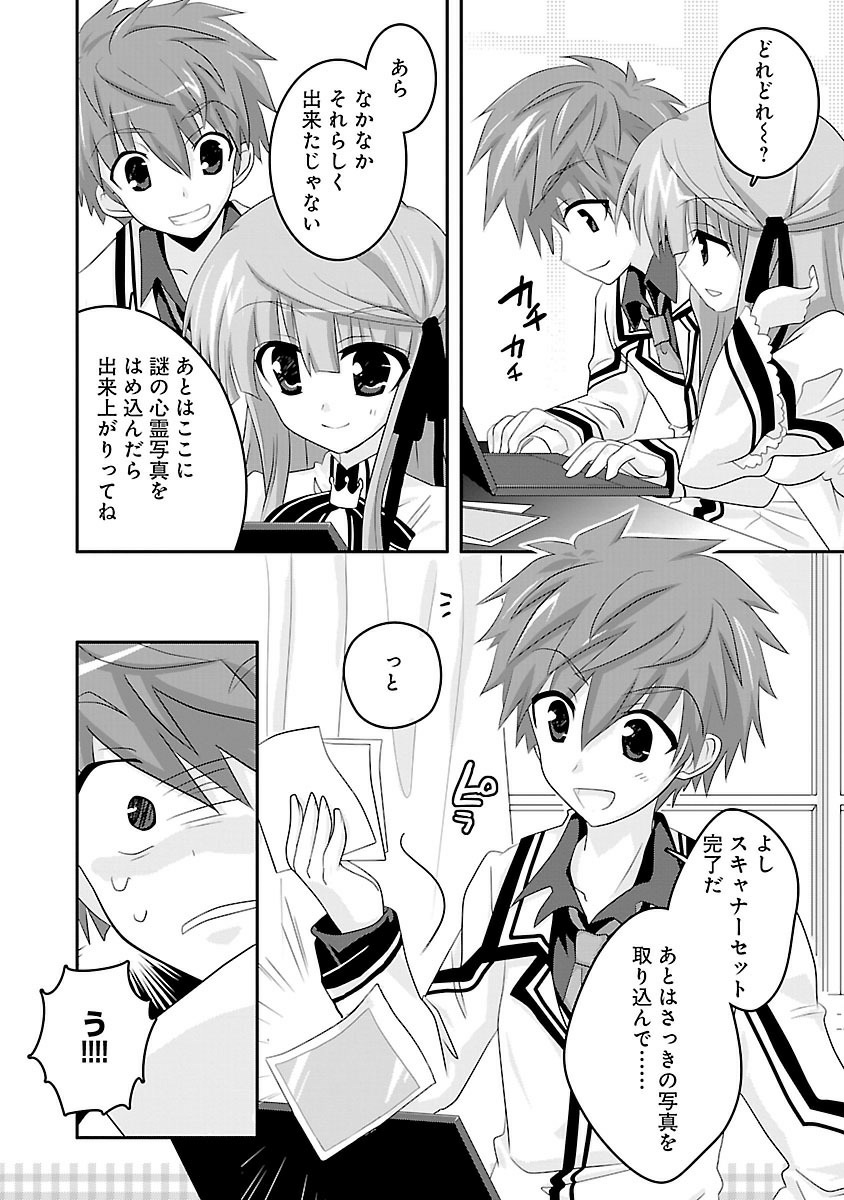 どれどれ〜？
カチ
カチ
あら
なかなか
それらしく
出来たじゃない
あとはここに
謎の心霊写真を
はめ込んだら
出来上がりってね
よし
スキャナーセット
完了だ
あとはさっきの写真を
取り込んで……
ピラ
っと
う!!!!